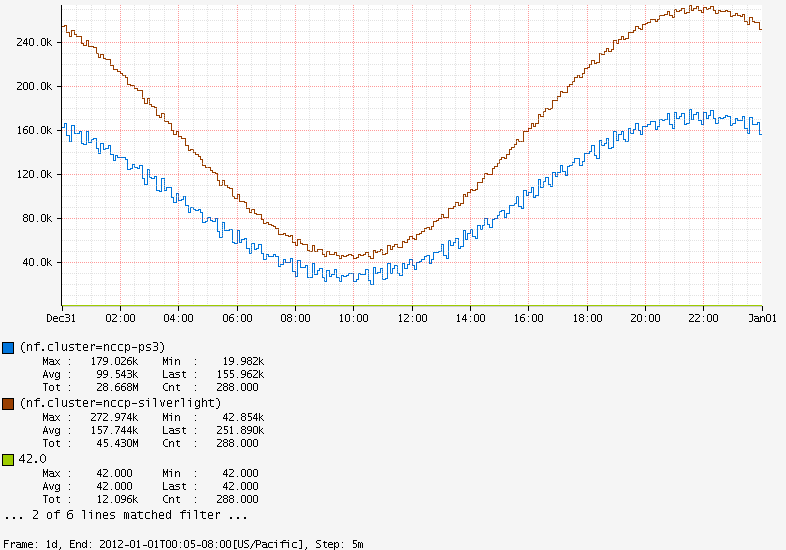 240.0k
200.0k
160.0k
120.0k
80.0k
40.0k
Dec31 02:00 04:00 06:00 08:00 10:00 12:00 14:00 16:00 18:00 20:00 22:00 Jan01
(nf.cluster=nccp-ps3)
Max : 179.026k Min : 19.982k
Avg : 99.543k Last : 155.962k
Tot : 28.668M Cnt : 288.000
(nf.cluster=nccp-silverlight)
Max : 272.974k Min : 42.854k
Avg : 157.744k Last : 251.890k
Tot : 45.430M Cnt : 288.000
42.0
Max : 42.000 Min : 42.000
Avg : 42.000 Last : 42.000
Tot : 12.096k Cnt : 288.000
... 2 of 6 lines matched filter ...
Frame: 1d, End: 2012-01-01T00:05-08:00[US/Pacific], Step: 5m